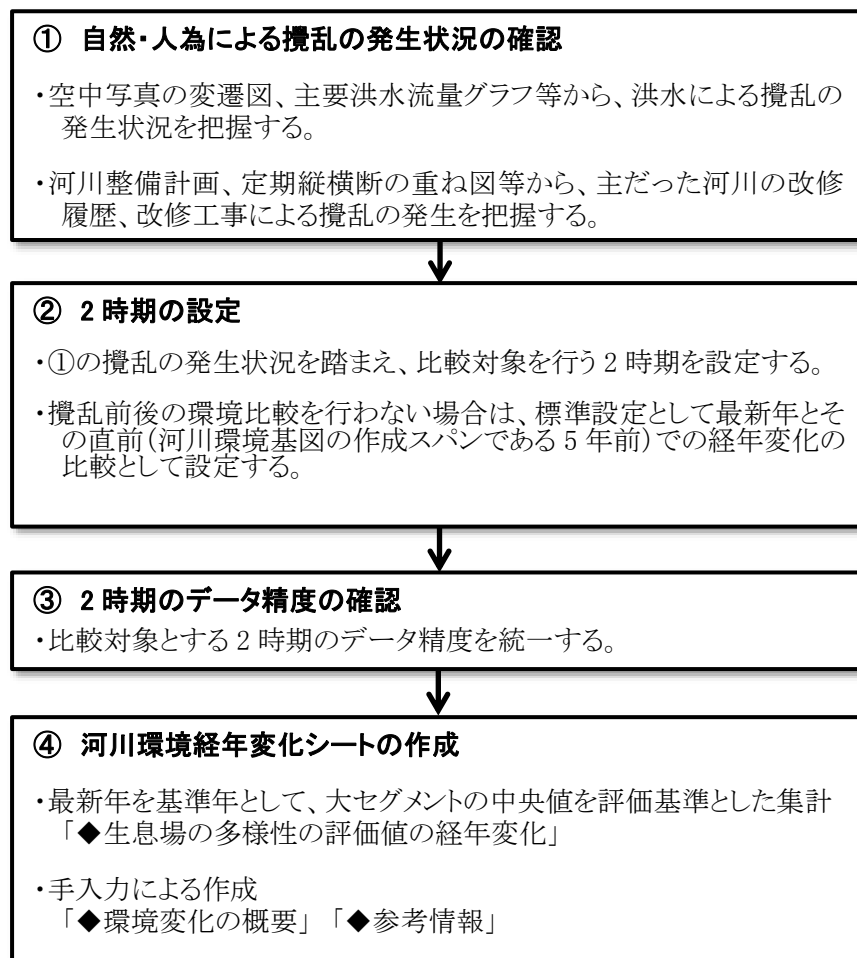 ① 自然・人為による攪乱の発生状況の確認
・空中写真の変遷図、主要洪水流量グラフ等から、洪水による攪乱の
発生状況を把握する。
・河川整備計画、定期縦横断の重ね図等から、主だった河川の改修
履歴、改修工事による攪乱の発生を把握する。
② 2 時期の設定
・①の攪乱の発生状況を踏まえ、比較対象を行う 2 時期を設定する。
・攪乱前後の環境比較を行わない場合は、標準設定として最新年とそ
の直前(河川環境基図の作成スパンである 5 年前)での経年変化の
比較として設定する。
③ 2 時期のデータ精度の確認
・比較対象とする 2 時期のデータ精度を統一する。
④ 河川環境経年変化シートの作成
・最新年を基準年として、大セグメントの中央値を評価基準とした集計
「◆生息場の多様性の評価値の経年変化」
・手入力による作成
「◆環境変化の概要」「◆参考情報」